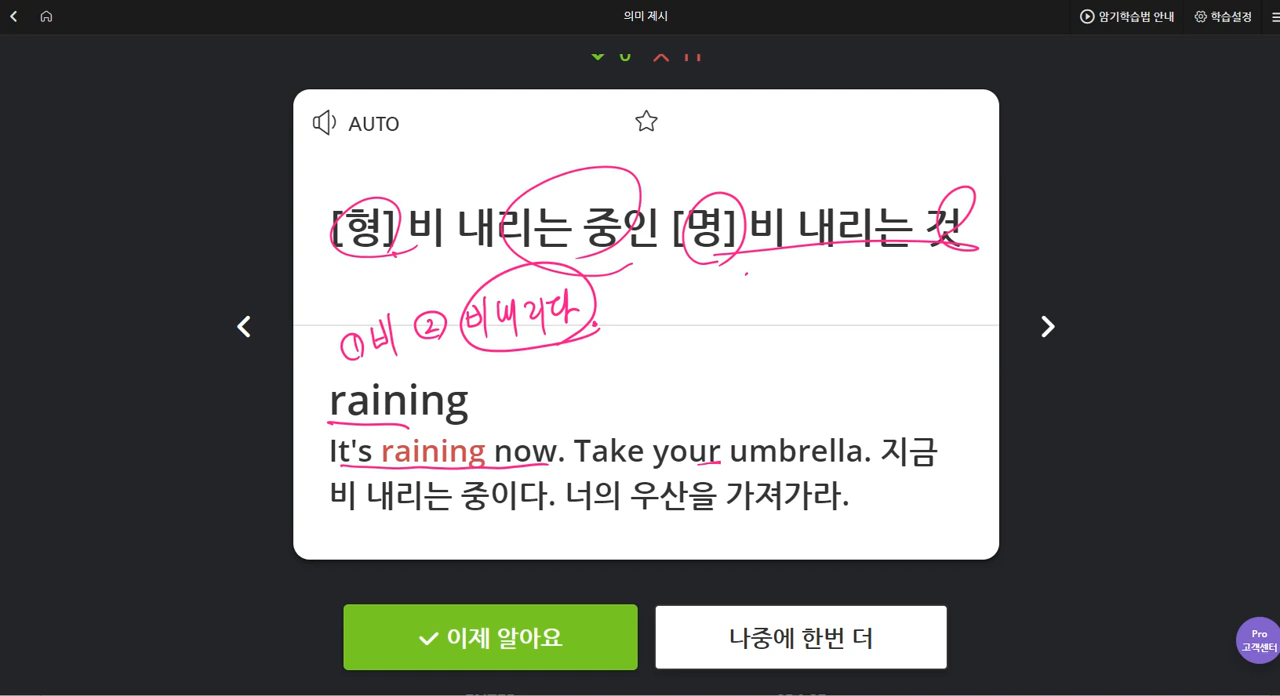 의미 제시
암기학습법 안내
학습설정
AUTO
[형] 비 내리는 중인 [명] 비 내리는 것
① 비 ② 비내리다.
raining
It's raining now. Take your umbrella. 지금
비 내리는 중이다. 너의 우산을 가져가라.
이제 알아요
나중에 한번 더
Pro
고객센터